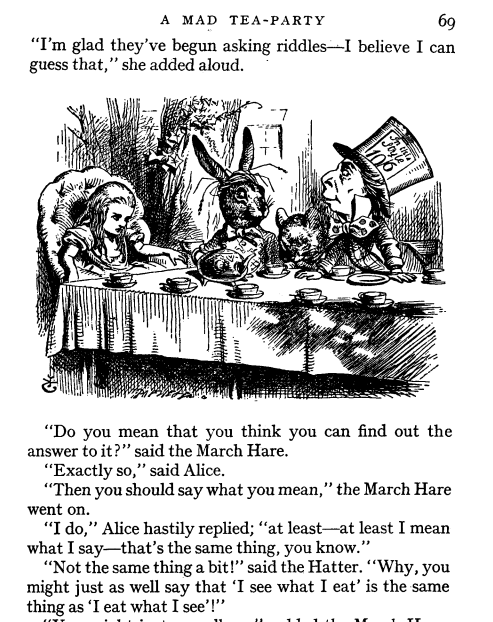 A MAD TEA-PARTY 69
"I'm glad they've begun asking riddles—I believe I can
guess that," she added aloud.
In this
Style
10/6
"Do you mean that you think you can find out the
answer to it?" said the March Hare.
"Exactly so," said Alice.
"Then you should say what you mean," the March Hare
went on.
"I do," Alice hastily replied; "at least—at least I mean
what I say—that's the same thing, you know."
"Not the same thing a bit!" said the Hatter. "Why, you
might just as well say that 'I see what I eat' is the same
thing as 'I eat what I see'!"